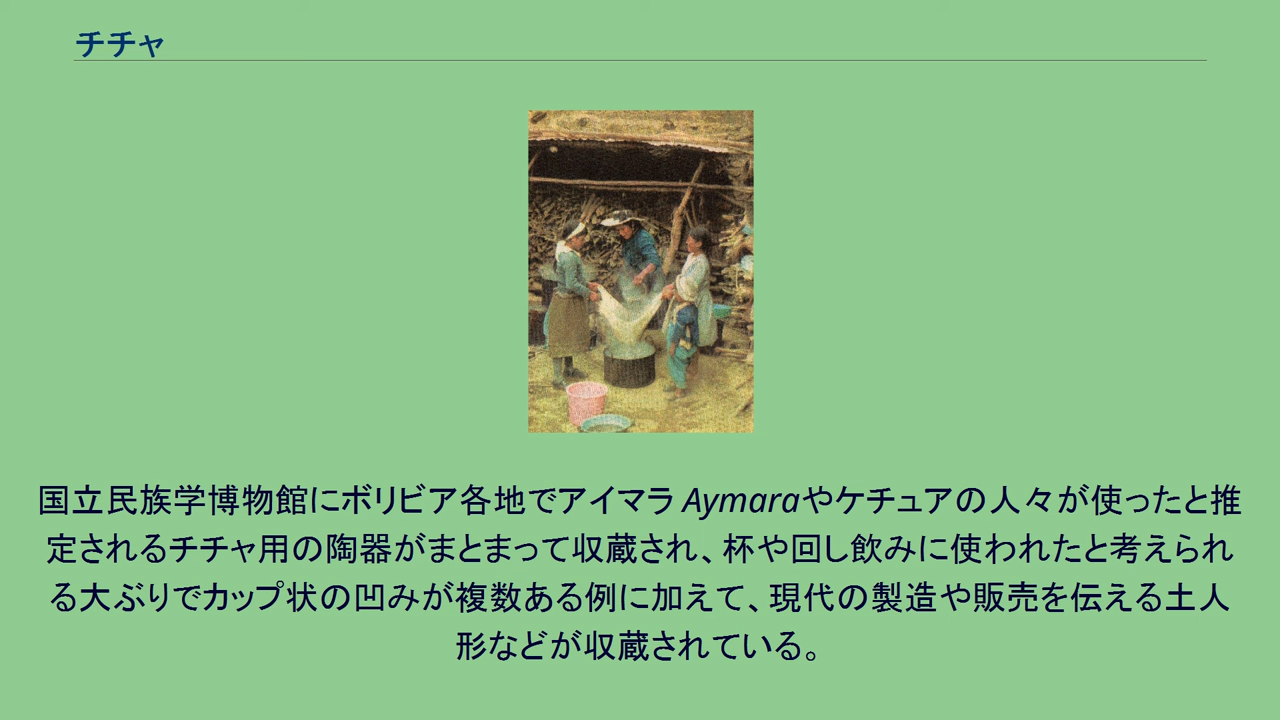 チチャ
国立民族学博物館にボリビア各地でアイマラ Aymaraやケチュアの人々が使ったと推
定されるチチャ用の陶器がまとまって収蔵され、杯や回し飲みに使われたと考えられ
る大ぶりでカップ状の凹みが複数ある例に加えて、現代の製造や販売を伝える土人
形などが収蔵されている。